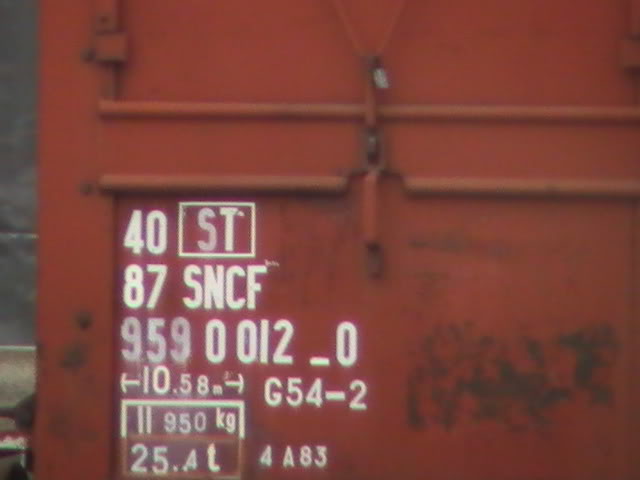 40 ST
87 SNCF
959 0 012 _ 0
←10.58m→ G54-2
11 950 kg
25.4 t 4 A83